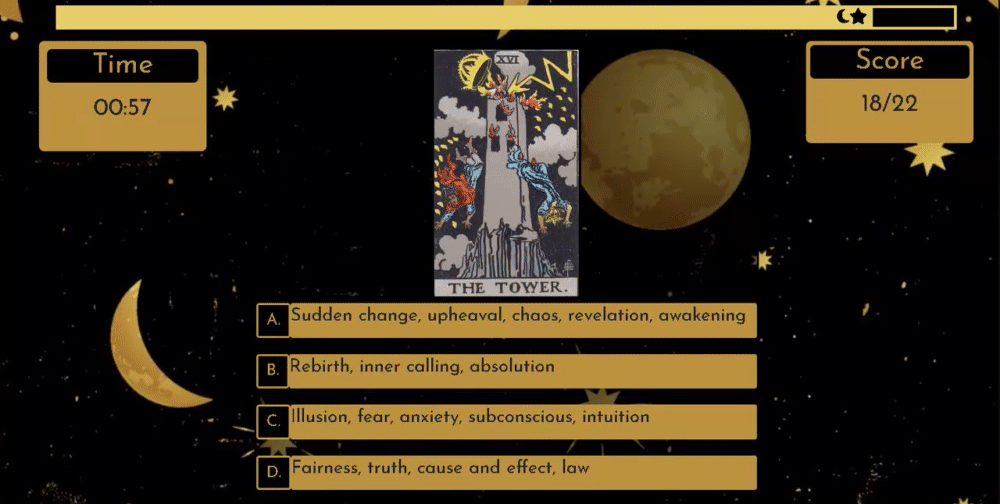 Time
00:57
Score
18/22
XVI
THE TOWER.
A. Sudden change, upheaval, chaos, revelation, awakening
B. Rebirth, inner calling, absolution
C. Illusion, fear, anxiety, subconscious, intuition
D. Fairness, truth, cause and effect, law